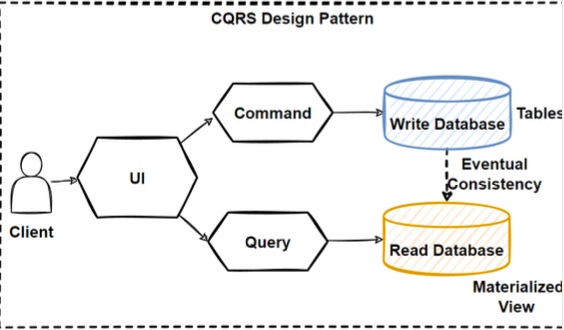 CQRS Design Pattern
Command
Write Database
Tables
UI
Eventual
Consistency
Client
Query
Read Database
Materialized
View